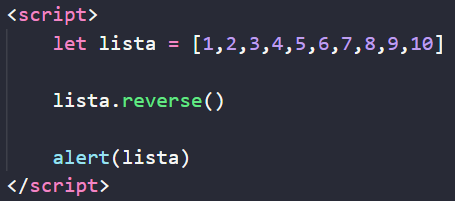 <script>
let lista = [1,2,3,4,5,6,7,8,9,10]
lista.reverse()
alert(lista)
</script>